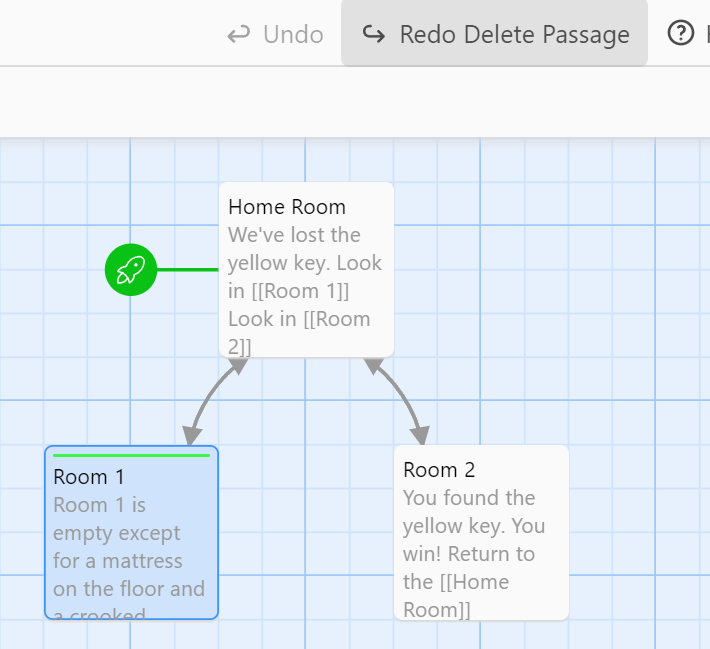 Undo
Redo Delete Passage
Home Room
We've lost the
yellow key. Look
in [[Room 1]]
Look in [[Room
2]]
Room 1
Room 1 is
empty except
for a mattress
on the floor and
a crooked
Room 2
You found the
yellow key. You
win! Return to
the [[Home
Room]]